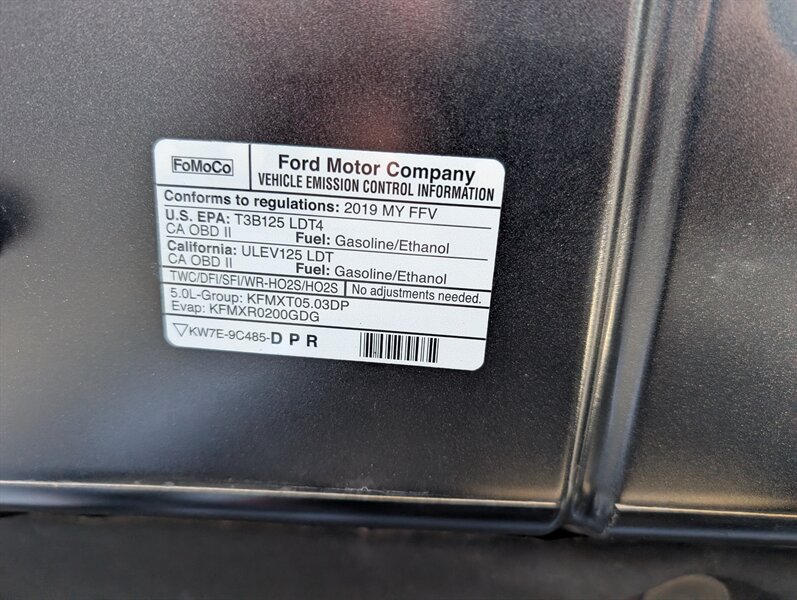 FoMoCo
Ford Motor Company
VEHICLE EMISSION CONTROL INFORMATION
Conforms to regulations: 2019 MY FFV
U.S. EPA: T3B125 LDT4
CA OBD II Fuel: Gasoline/Ethanol
California: ULEV125 LDT
CA OBD II Fuel: Gasoline/Ethanol
TWC/DFI/SFI/WR-HO2S/HO2S No adjustments needed.
5.0L-Group: KFMXT05.03DP
Evap: KFMXR0200GDG
KW7E-9C485-DPR